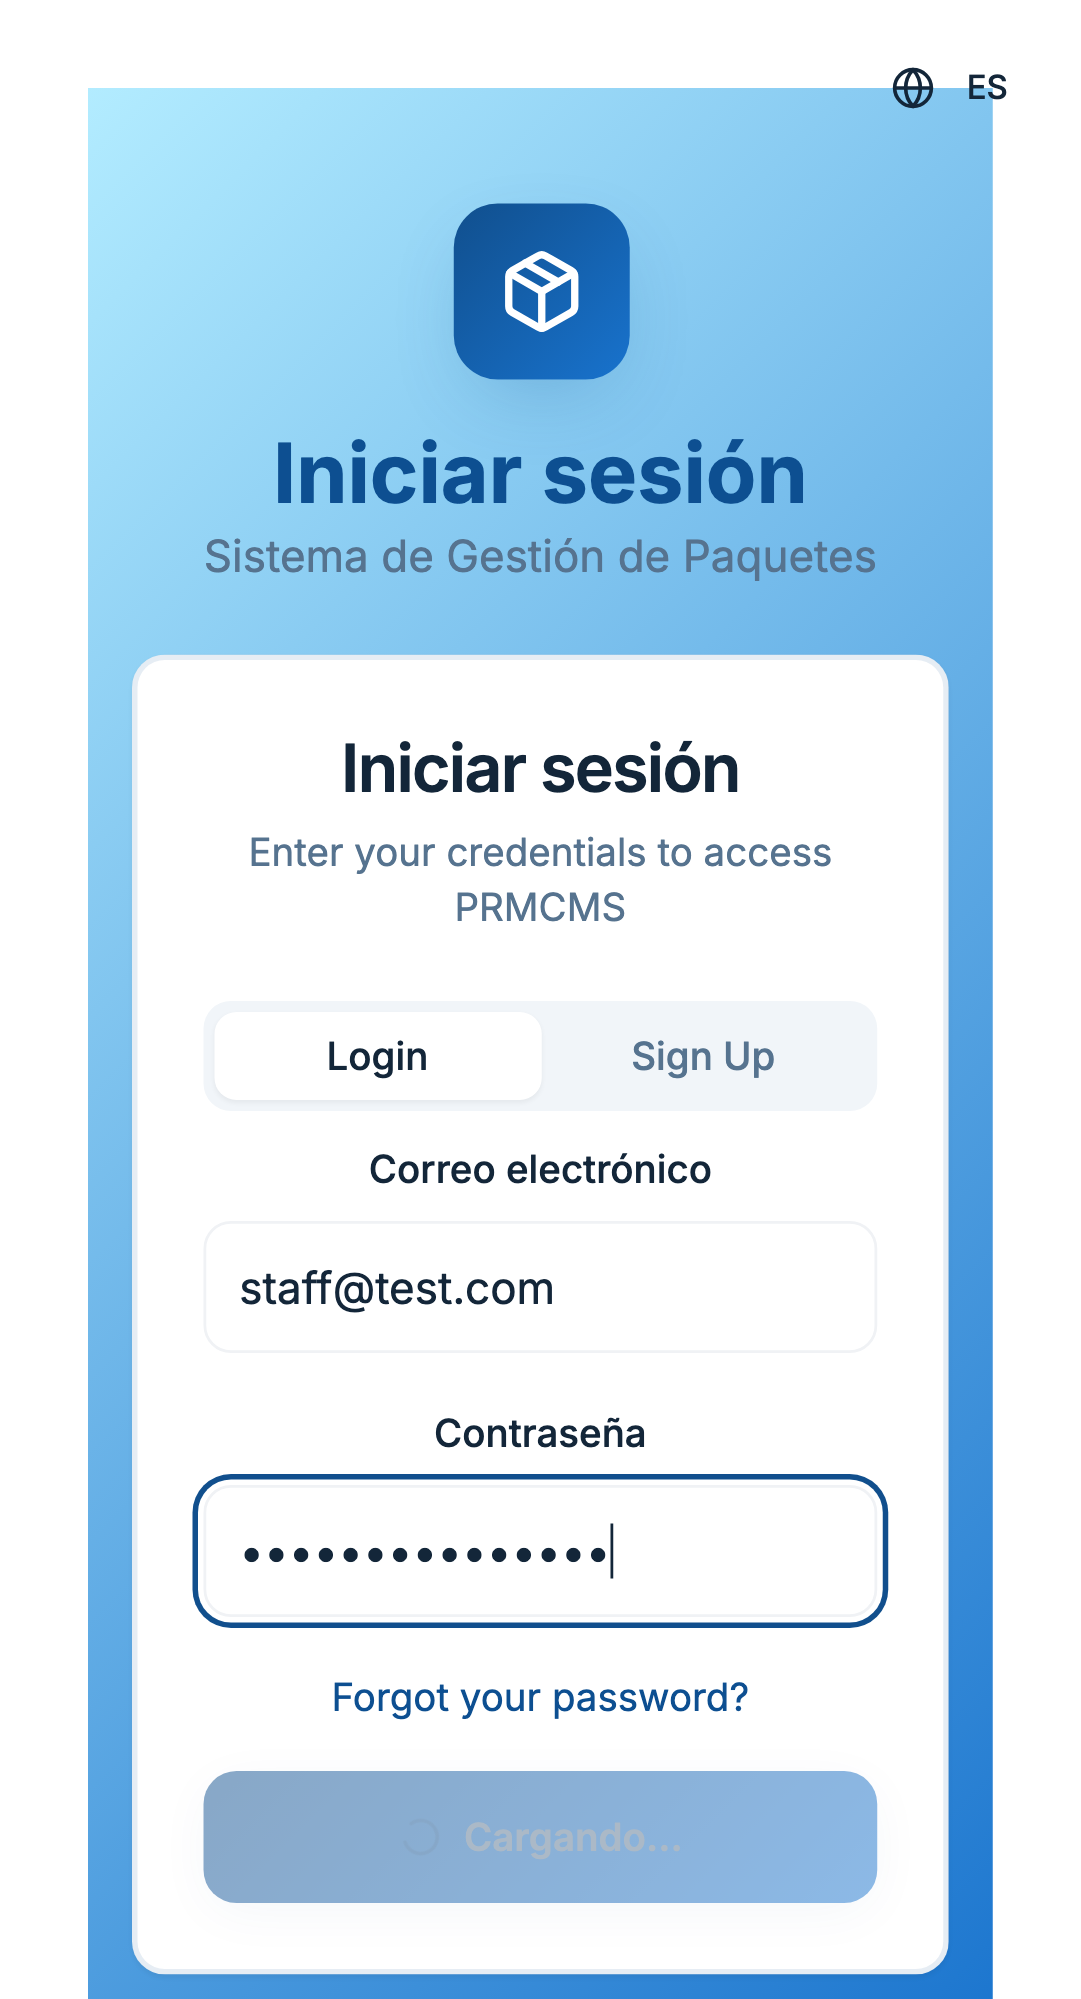 ES
Iniciar sesión
Sistema de Gestión de Paquetes
Iniciar sesión
Enter your credentials to access
PRMCMS
Login
Sign Up
Correo electrónico
staff@test.com
Contraseña
•••••••••••••••
Forgot your password?
Cargando...